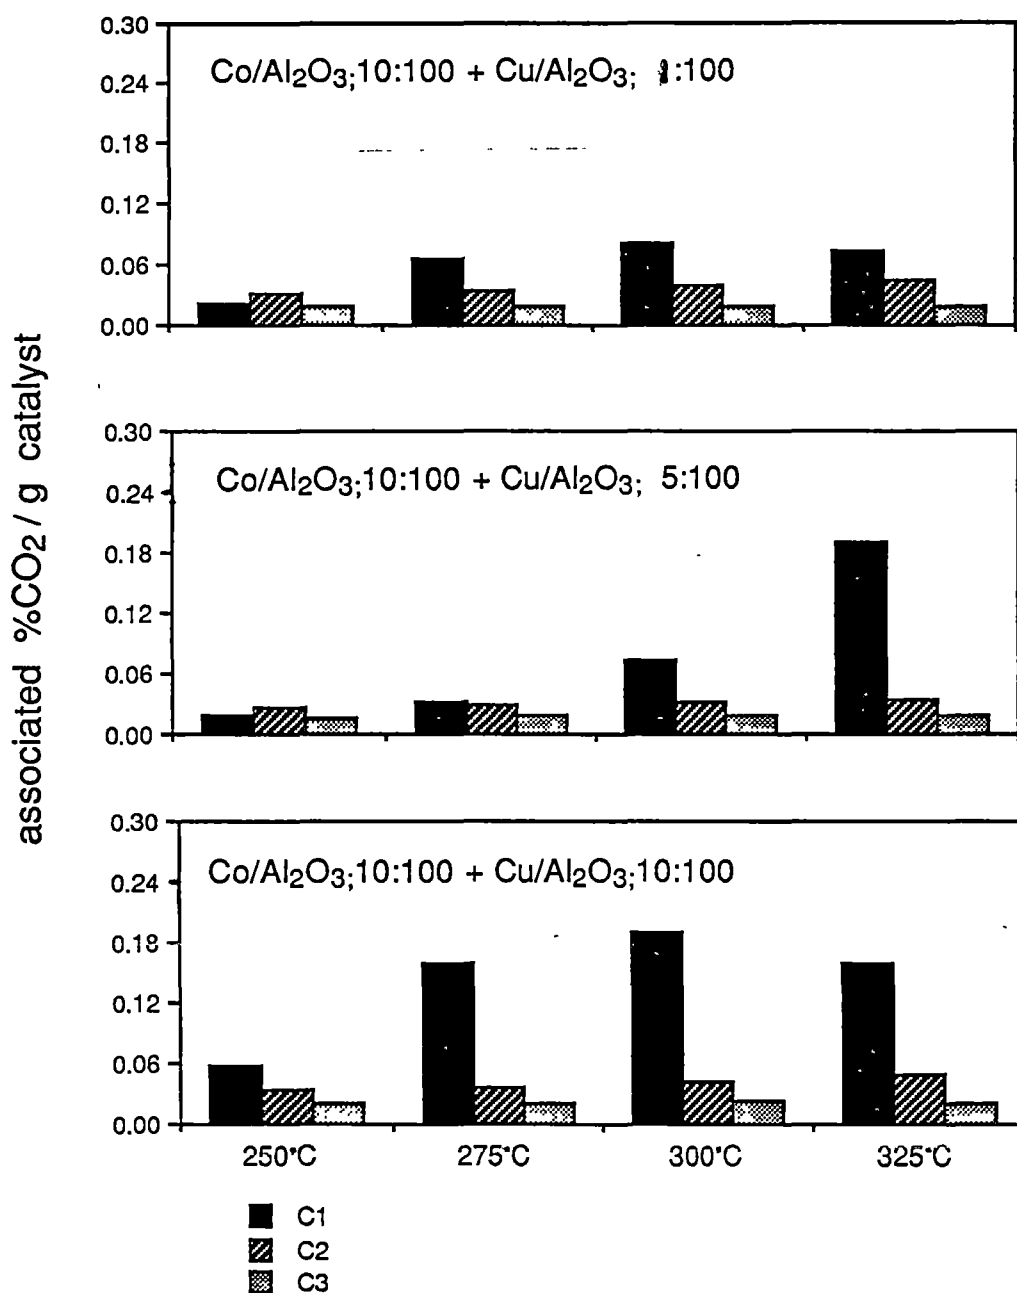 associated %CO₂ / g catalyst
0.30
Co/Al₂O₃;10:100 + Cu/Al₂O₃; :100
0.24
0.18
0.12
0.06
0.00
0.30
Co/Al₂O₃;10:100 + Cu/Al₂O₃; 5:100
0.24
0.18
0.12
0.06
0.00
0.30
Co/Al₂O₃;10:100 + Cu/Al₂O₃;10:100
0.24
0.18
0.12
0.06
0.00
250°C 275°C 300°C 325°C
C1
C2
C3